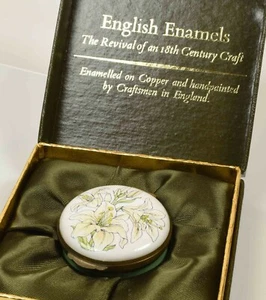 English Enamels
The Revival of an 18th Century Craft
Enamelled on Copper and handpainted
by Craftsmen in England.